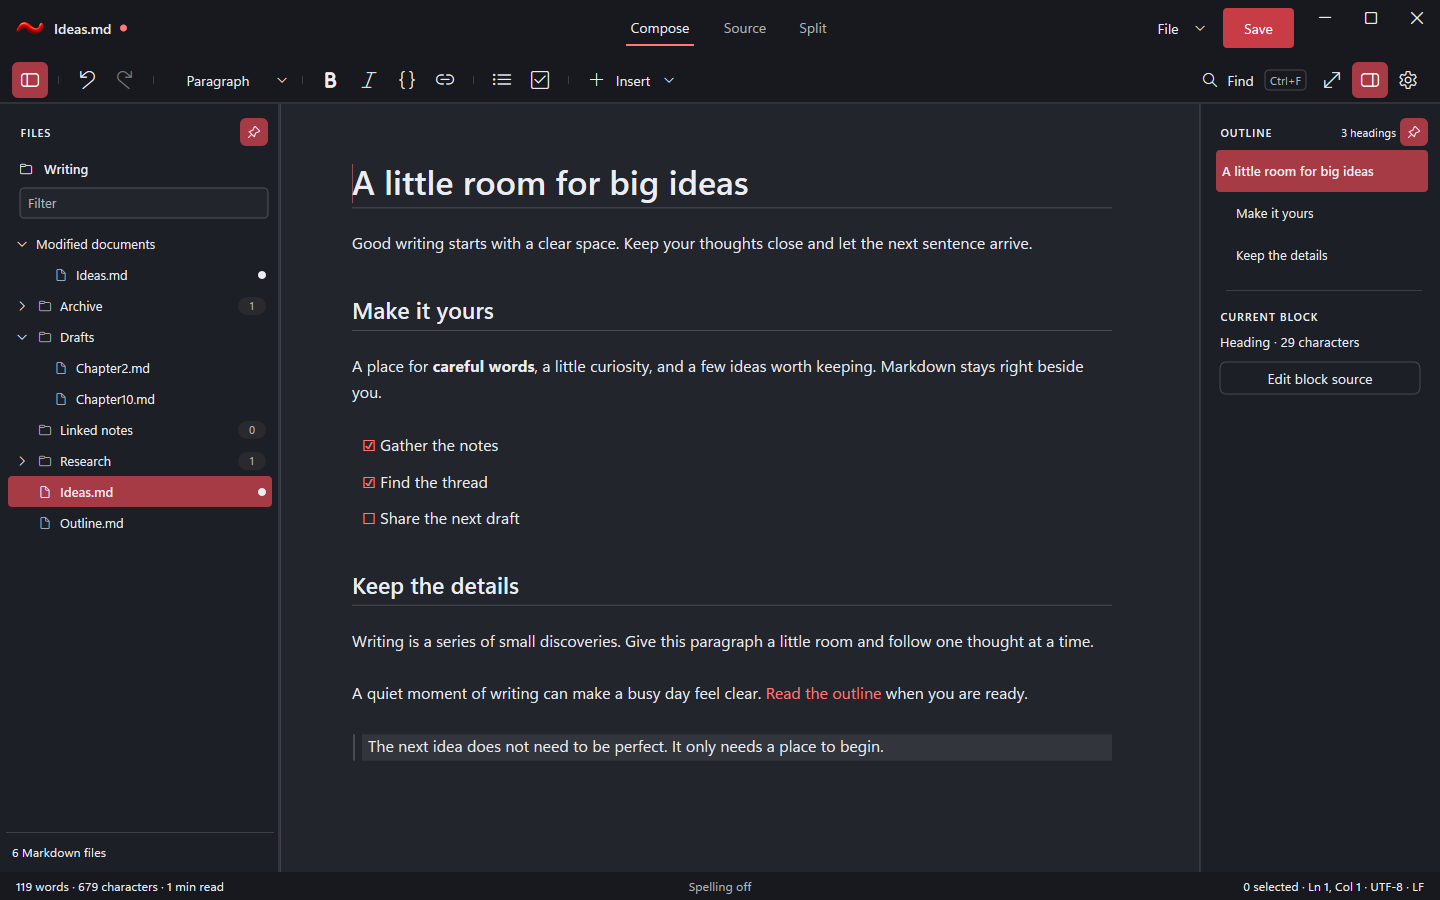 Ideas.md
Compose Source Split
File Save
Paragraph
B I {} Insert
Find Ctrl+F
FILES
Writing
Filter
Modified documents
Ideas.md
Archive 1
Drafts
Chapter2.md
Chapter10.md
Linked notes 0
Research 1
Ideas.md
Outline.md
6 Markdown files
A little room for big ideas
Good writing starts with a clear space. Keep your thoughts close and let the next sentence arrive.
Make it yours
A place for careful words, a little curiosity, and a few ideas worth keeping. Markdown stays right beside
you.
Gather the notes
Find the thread
Share the next draft
Keep the details
Writing is a series of small discoveries. Give this paragraph a little room and follow one thought at a time.
A quiet moment of writing can make a busy day feel clear. Read the outline when you are ready.
The next idea does not need to be perfect. It only needs a place to begin.
OUTLINE 3 headings
A little room for big ideas
Make it yours
Keep the details
CURRENT BLOCK
Heading · 29 characters
Edit block source
119 words · 679 characters · 1 min read
Spelling off
0 selected · Ln 1, Col 1 · UTF-8 · LF